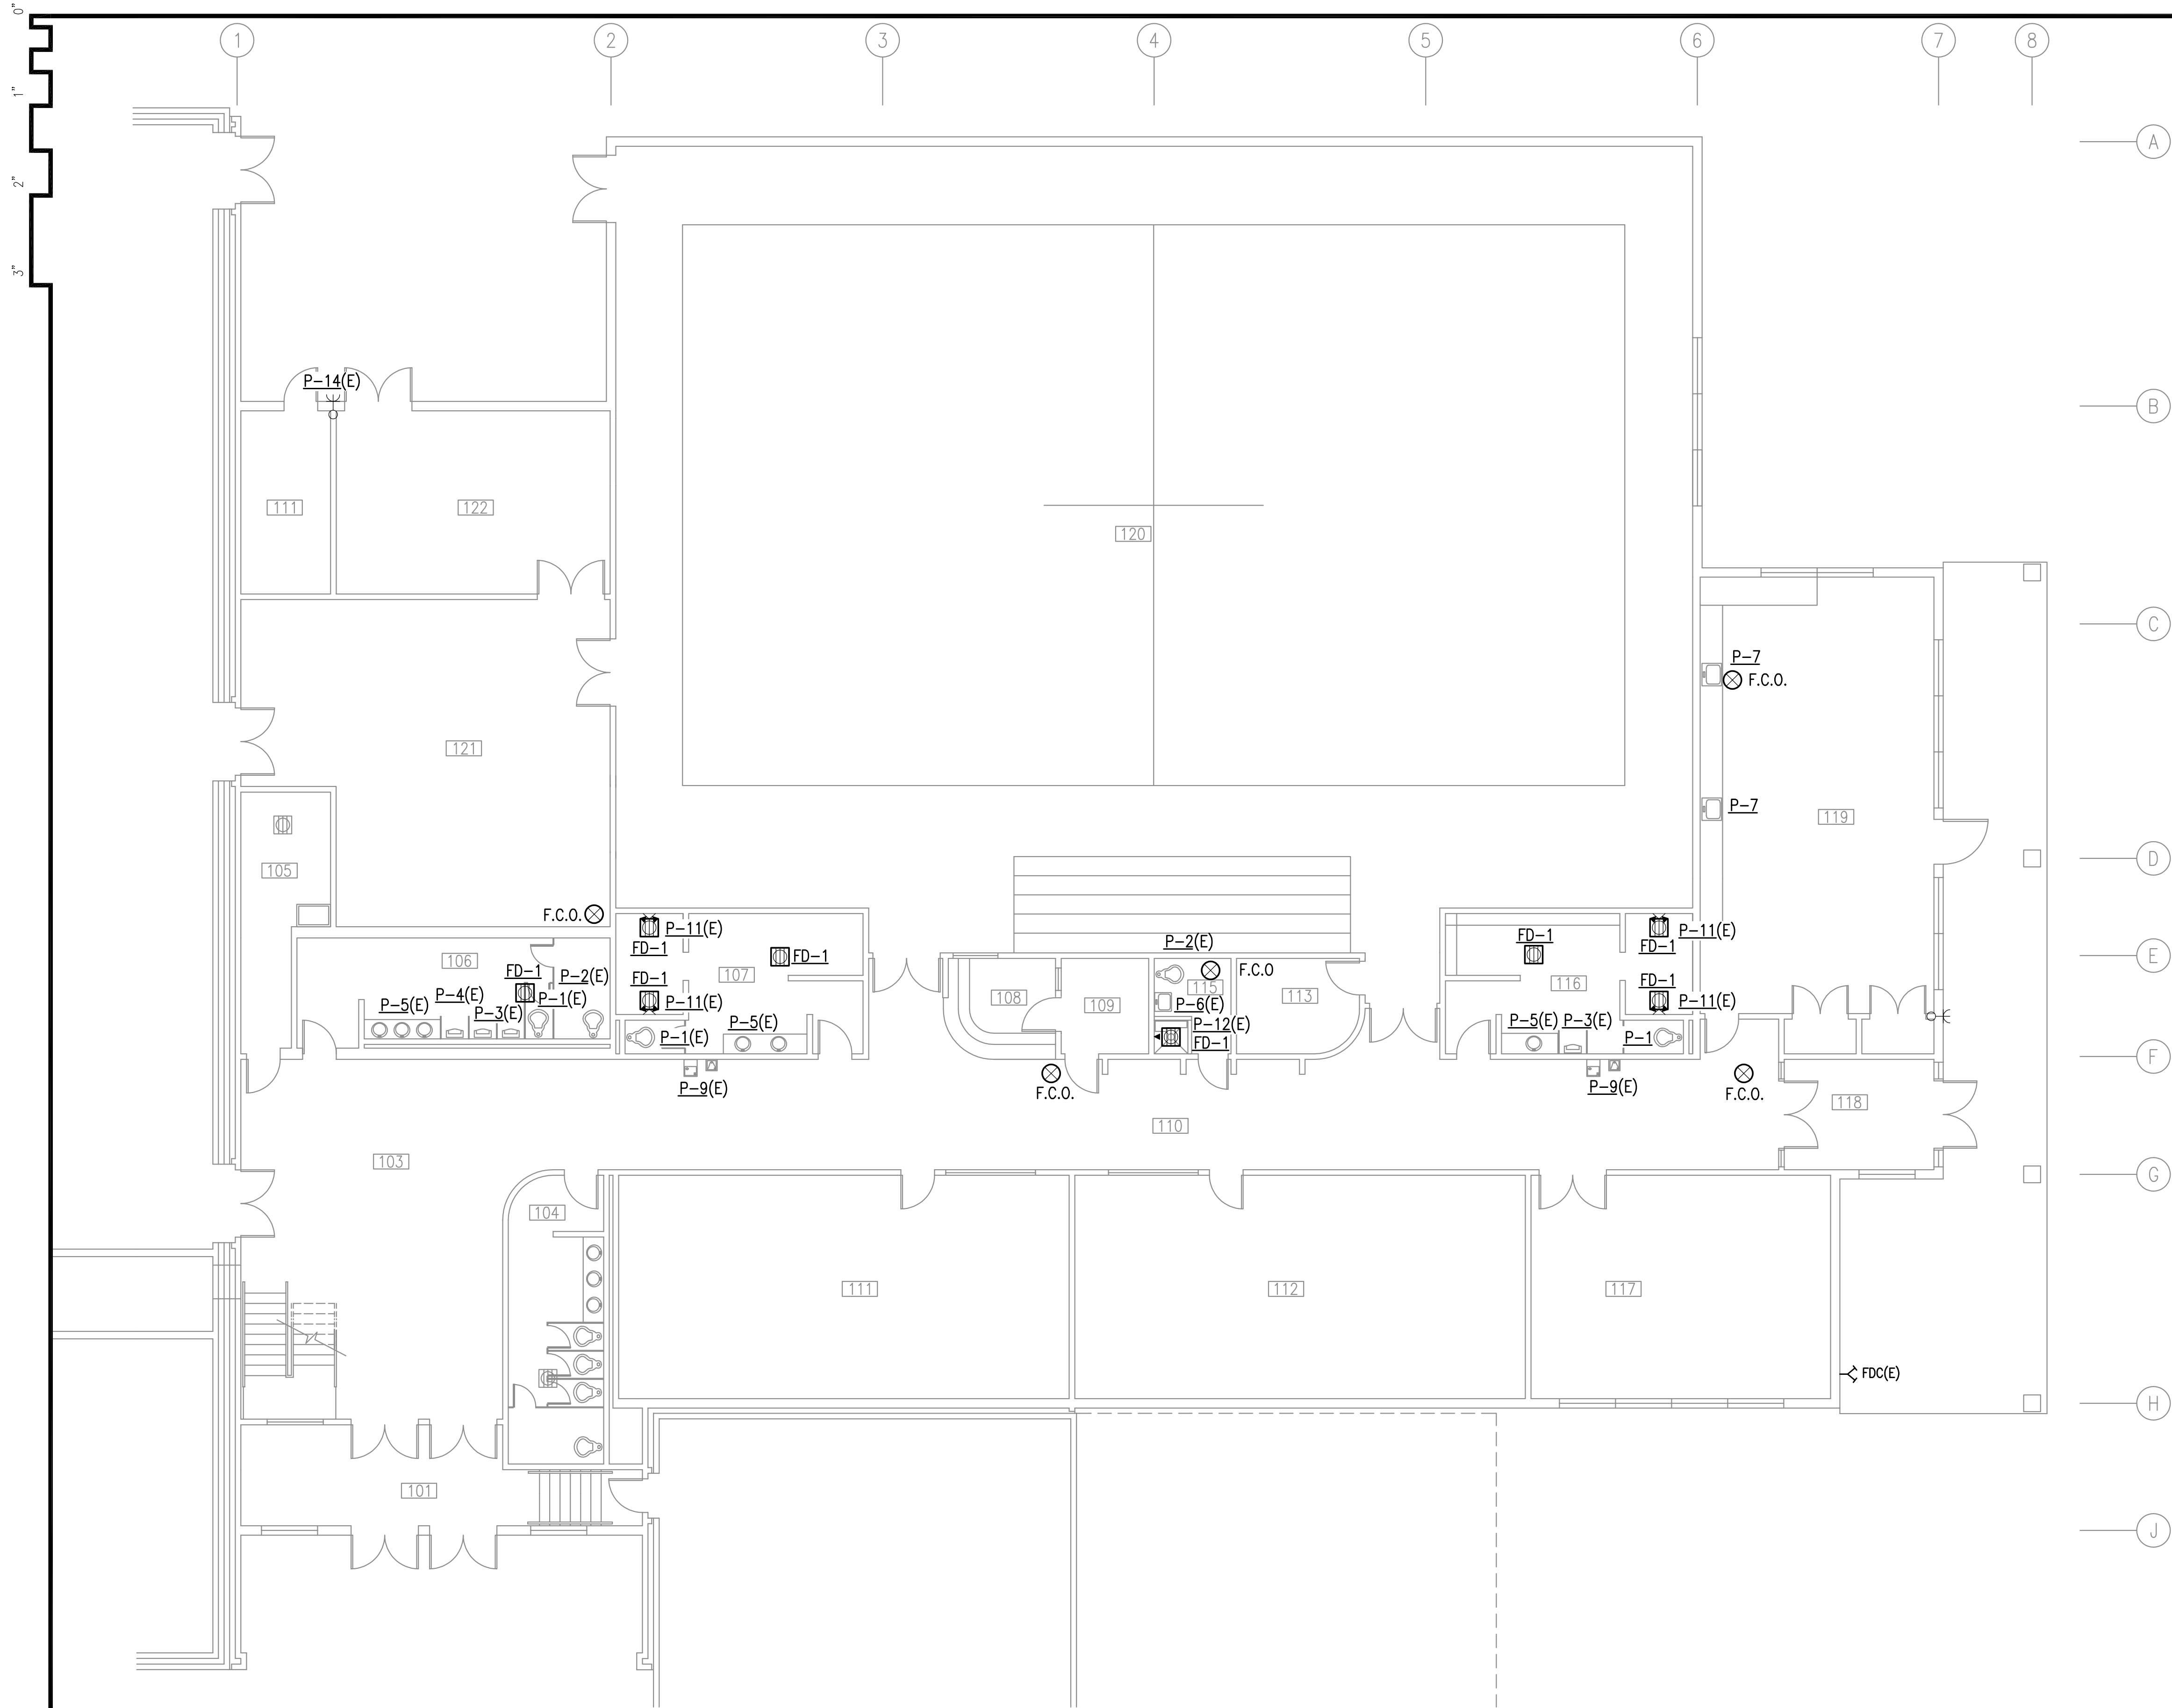 0"
1 2 3 4 5 6 7 8
1"
A
2"
3"
P-14(E)
B
111 122
120
C
P-7
F.C.O.
121
P-7
119
105
D
F.C.O.
P-11(E) P-11(E)
FD-1 FD-1
FD-1 FD-1
P-2(E)
E
106 107
FD-1 P-2(E) FD-1 F.C.O 116 FD-1
115
108 109 113
P-4(E) P-1(E) P-11(E) P-6(E) P-11(E)
P-5(E) P-3(E)
P-5(E) P-12(E) P-5(E) P-3(E)
P-1(E) FD-1 P-1
F
P-9(E) F.C.O. P-9(E) F.C.O.
118
110
103
G
104
111 112 117
FDC(E)
H
101
J